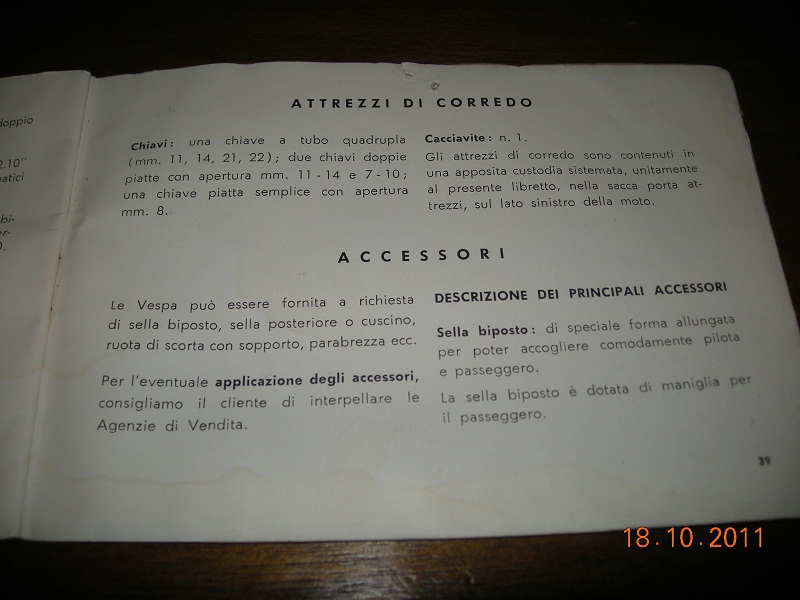 doppio
2.10"
matici
bi-
er-
).
ATTREZZI DI CORREDO
Chiavi: una chiave a tubo quadrupla
(mm. 11, 14, 21, 22); due chiavi doppie
piatte con apertura mm. 11-14 e 7-10;
una chiave piatta semplice con apertura
mm. 8.
Cacciavite: n. 1.
Gli attrezzi di corredo sono contenuti in
una apposita custodia sistemata, unitamente
al presente libretto, nella sacca porta at-
trezzi, sul lato sinistro della moto.
ACCESSORI
Le Vespa può essere fornita a richiesta
di sella biposto, sella posteriore o cuscino,
ruota di scorta con sopporto, parabrezza ecc.
Per l'eventuale applicazione degli accessori,
consigliamo il cliente di interpellare le
Agenzie di Vendita.
DESCRIZIONE DEI PRINCIPALI ACCESSORI
Sella biposto: di speciale forma allungata
per poter accogliere comodamente pilota
e passeggero.
La sella biposto è dotata di maniglia per
il passeggero.
39
18.10.2011